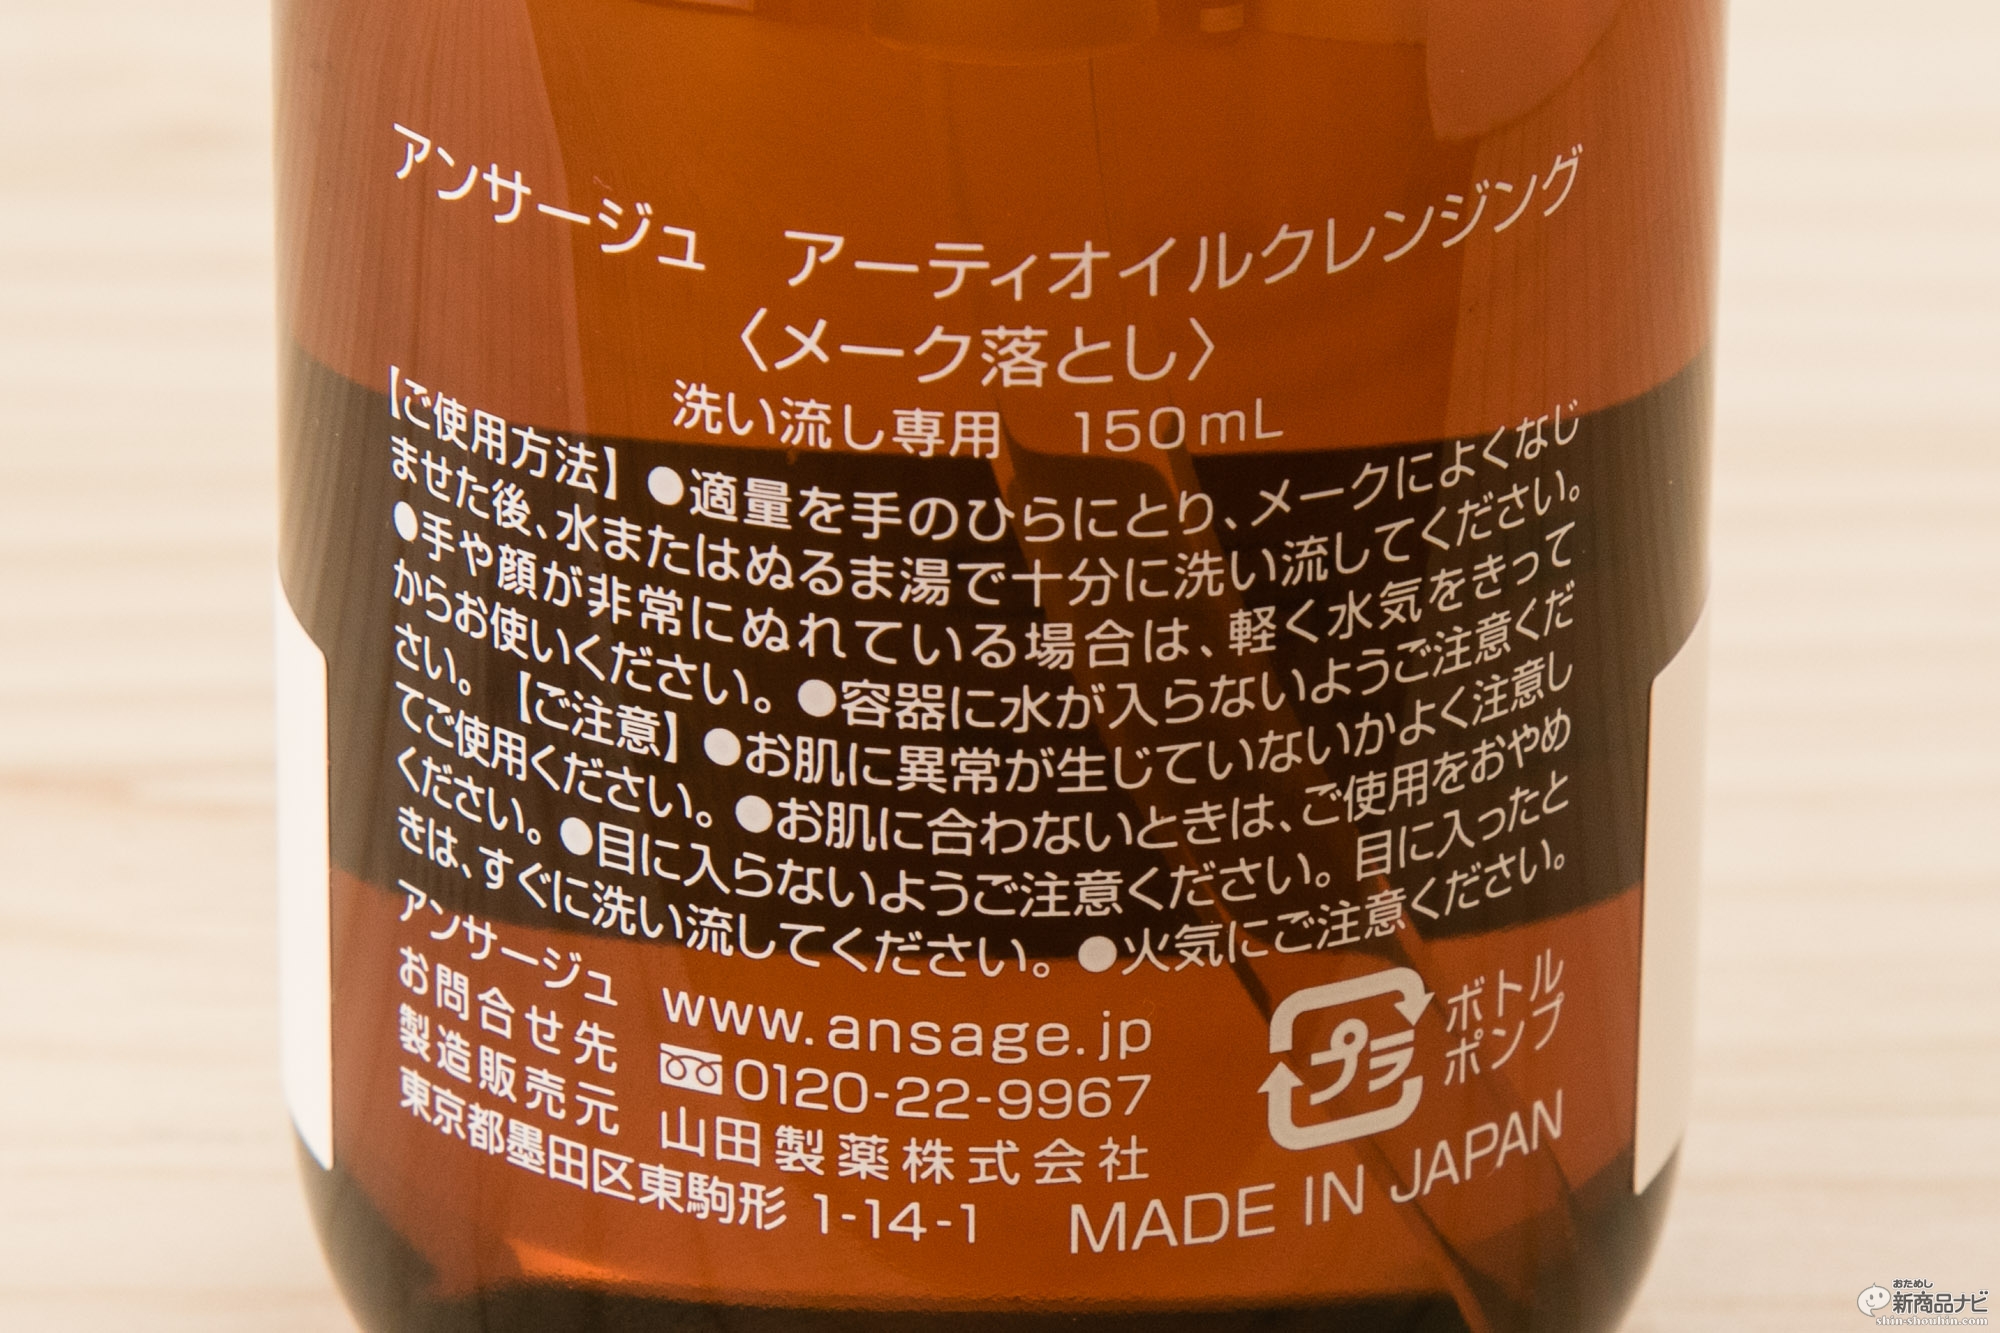 アンサージュ　アーティオイルクレンジング
〈メーク落とし〉
洗い流し専用　150mL
【ご使用方法】●適量を手のひらにとり、メークによくなじ
ませた後、水またはぬるま湯で十分に洗い流してください。
●手や顔が非常にぬれている場合は、軽く水気をきって
からお使いください。●容器に水が入らないようご注意くだ
さい。【ご注意】●お肌に異常が生じていないかよく注意し
てご使用ください。●お肌に合わないときは、ご使用をおやめ
ください。●目に入らないようご注意ください。目に入ったと
きは、すぐに洗い流してください。●火気にご注意ください。
アンサージュ　www.ansage.jp
お問合せ先　0120-22-9967
製造販売元　山田製薬株式会社
東京都墨田区東駒形 1-14-1
プラ
ボトル
ポンプ
MADE IN JAPAN
おためし
新商品ナビ
shin-shouhin.com